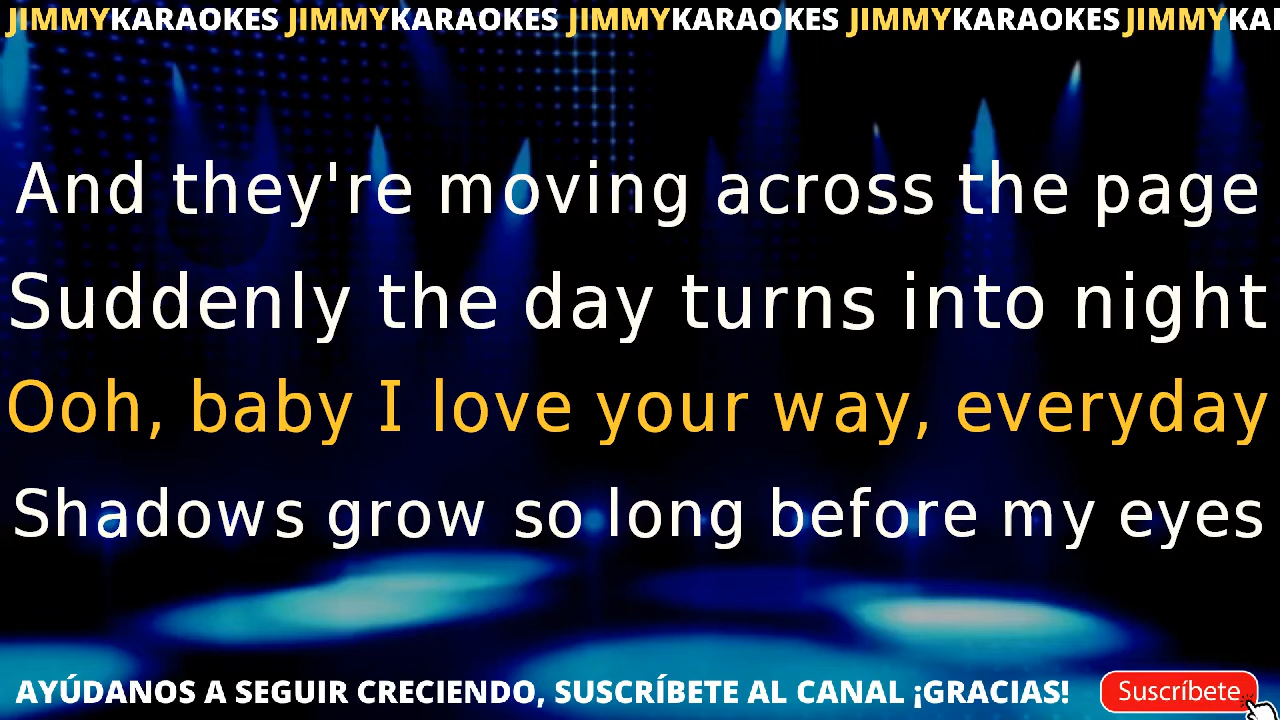 JIMMYKARAOKES JIMMYKARAOKES JIMMYKARAOKES JIMMYKARAOKES JIMMYKAR
And they're moving across the page
Suddenly the day turns into night
Ooh, baby I love your way, everyday
Shadows grow so long before my eyes
AYÚDANOS A SEGUIR CRECIENDO, SUSCRÍBETE AL CANAL ¡GRACIAS! Suscríbete